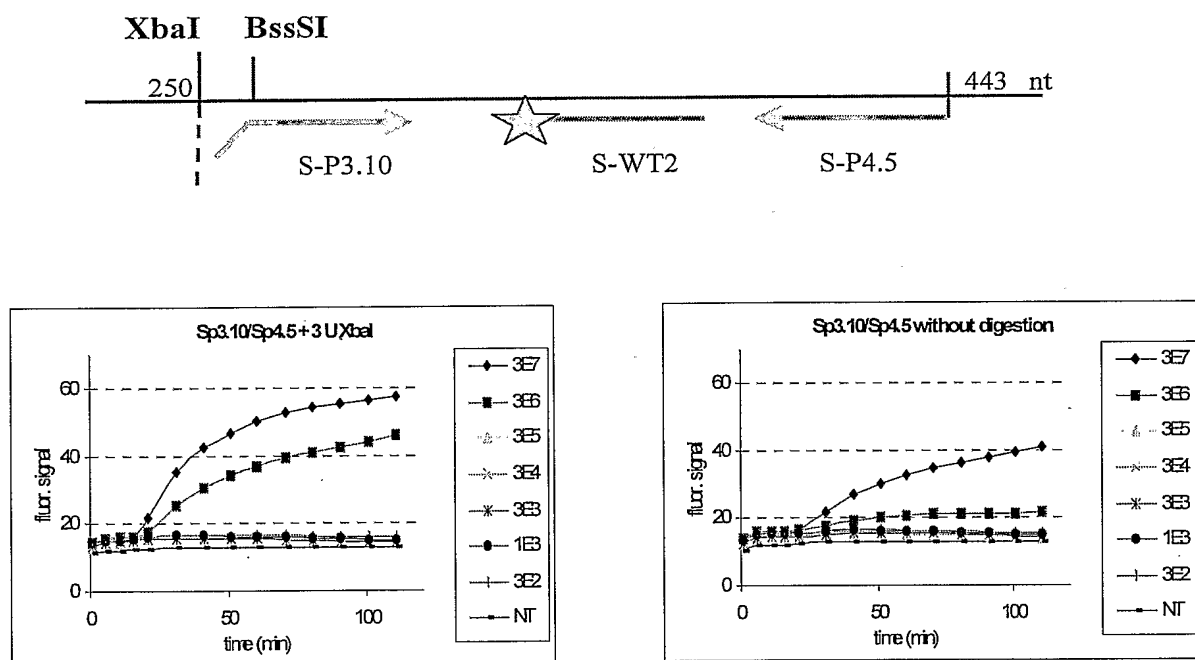 XbaI BssSI
250
443 nt
S-P3.10 S-WT2 S-P4.5
Sp3.10/Sp4.5 + 3 U XbaI
60
40
20
0
fluor. signal
0 50 100
time (min)
3E7
3E6
3E5
3E4
3E3
1E3
3E2
NT
Sp3.10/Sp4.5 without digestion
60
40
20
0
fluor. signal
0 50 100
time (min)
3E7
3E6
3E5
3E4
3E3
1E3
3E2
NT